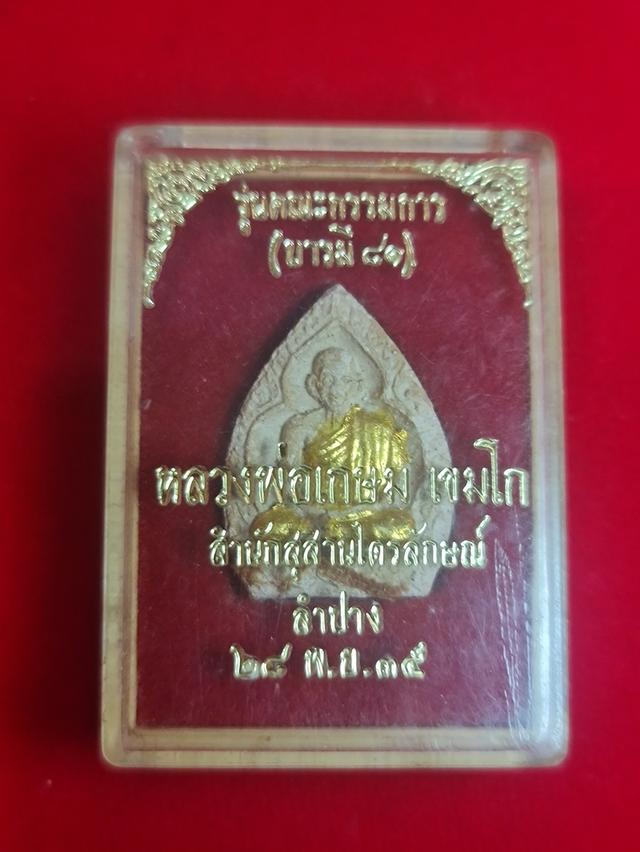 รุ่นคณะกรรมการ
(บารมี ๘๑)
หลวงพ่อเกษม เขมโก
สำนักสุสานไตรลักษณ์
ลำปาง
๒๘ พ.ย.๓๕